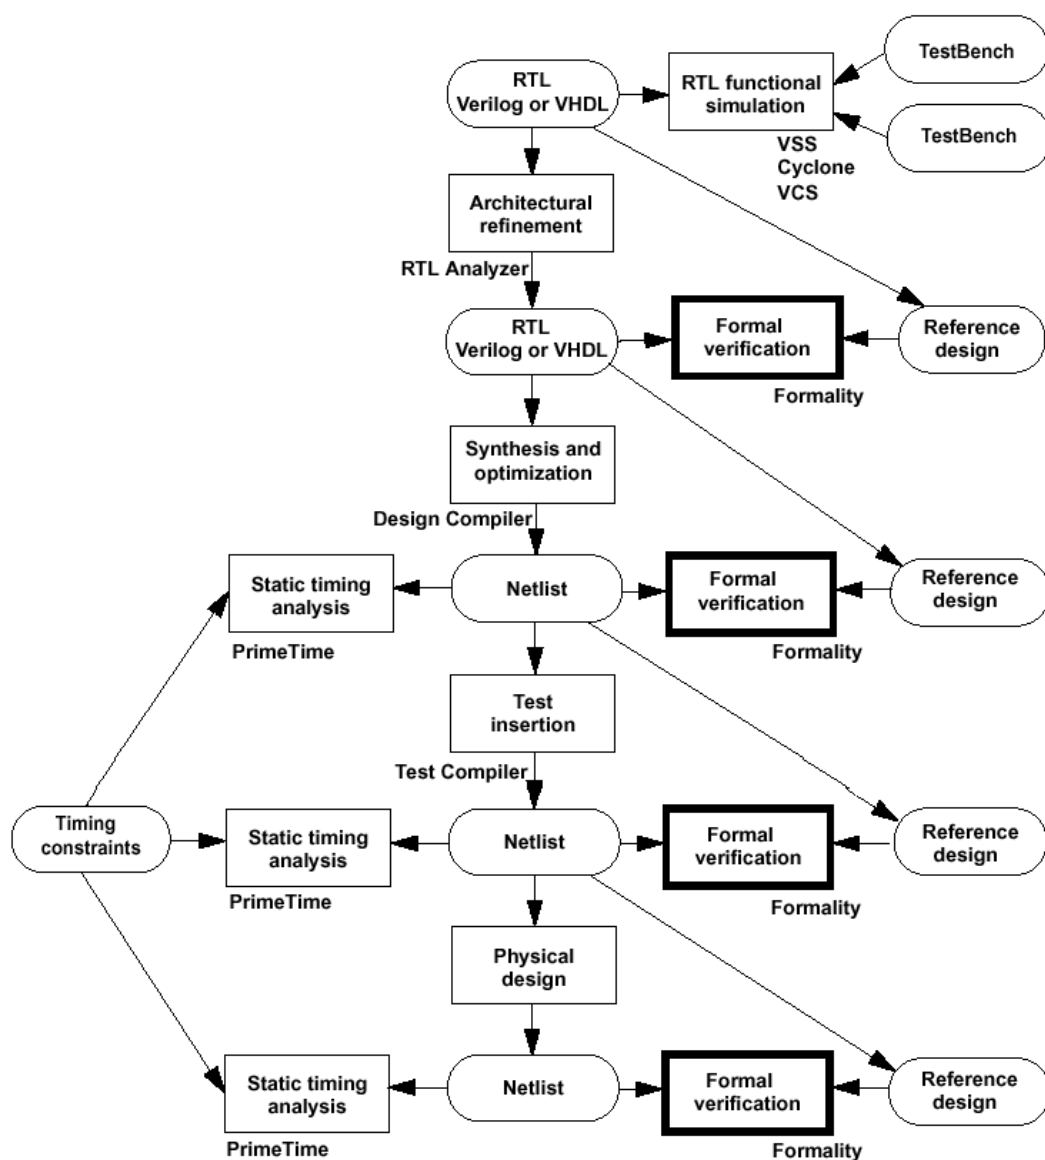 TestBench
RTL
Verilog or VHDL
RTL functional
simulation
TestBench
VSS
Cyclone
VCS
Architectural
refinement
RTL Analyzer
RTL
Verilog or VHDL
Formal
verification
Reference
design
Formality
Synthesis and
optimization
Design Compiler
Static timing
analysis
Netlist
Formal
verification
Reference
design
PrimeTime
Formality
Test
insertion
Test Compiler
Timing
constraints
Static timing
analysis
Netlist
Formal
verification
Reference
design
PrimeTime
Formality
Physical
design
Static timing
analysis
Netlist
Formal
verification
Reference
design
PrimeTime
Formality